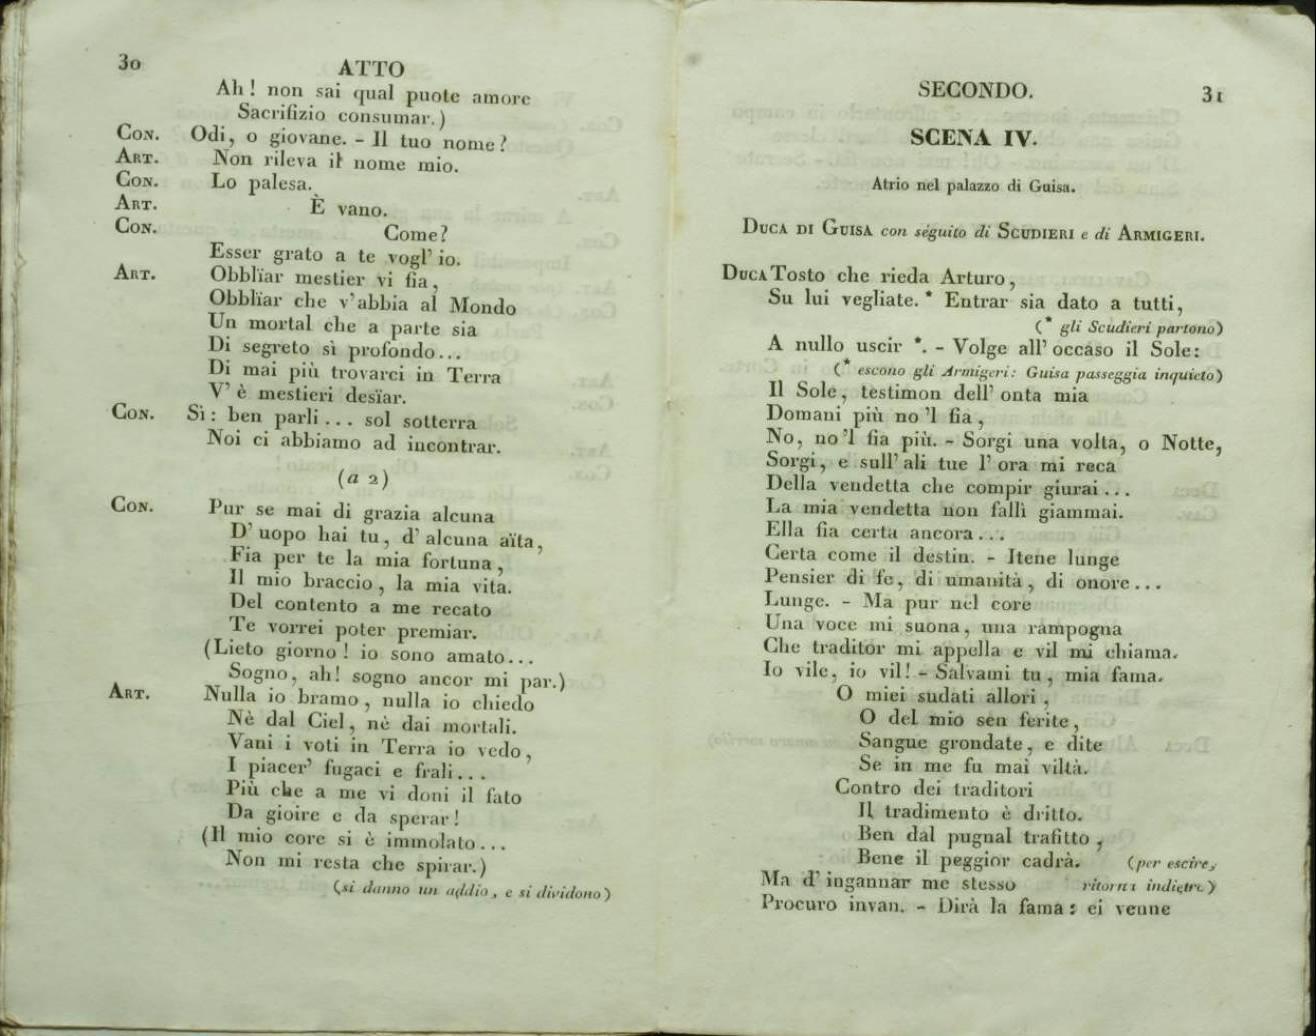 30
ATTO
Ah! non sai qual puote amore
Sacrifizio consumar.)
Con. Odi, o giovane. - Il tuo nome?
Art. Non rileva il nome mio.
Con. Lo palesa.
Art. È vano.
Con. Come?
Esser grato a te vogl' io.
Art. Obblïar mestier vi fia,
Obblïar che v'abbia al Mondo
Un mortal che a parte sia
Di segreto sì profondo...
Di mai più trovarci in Terra
V' è mestieri desïar.
Con. Sì: ben parli... sol sotterra
Noi ci abbiamo ad incontrar.
(a 2)
Con. Pur se mai di grazia alcuna
D' uopo hai tu, d' alcuna aïta,
Fia per te la mia fortuna,
Il mio braccio, la mia vita.
Del contento a me recato
Te vorrei poter premiar.
(Lieto giorno! io sono amato...
Sogno, ah! sogno ancor mi par.)
Art. Nulla io bramo, nulla io chiedo
Nè dal Ciel, nè dai mortali.
Vani i voti in Terra io vedo,
I piacer' fugaci e frali...
Più che a me vi doni il fato
Da gioire e da sperar!
(Il mio core si è immolato...
Non mi resta che spirar.)
(si danno un addio, e si dividono)
SECONDO.
31
SCENA IV.
Atrio nel palazzo di Guisa.
Duca di Guisa con séguito di Scudieri e di Armigeri.
Duca Tosto che rieda Arturo,
Su lui vegliate. * Entrar sia dato a tutti,
(* gli Scudieri partono)
A nullo uscir *. - Volge all' occaso il Sole:
(* escono gli Armigeri: Guisa passeggia inquieto)
Il Sole, testimon dell' onta mia
Domani più no 'l fia,
No, no 'l fia più. - Sorgi una volta, o Notte,
Sorgi, e sull' ali tue l' ora mi reca
Della vendetta che compir giurai...
La mia vendetta non fallì giammai.
Ella fia certa ancora...
Certa come il destin. - Itene lunge
Pensier di fe, di umanità, di onore...
Lunge. - Ma pur nel core
Una voce mi suona, una rampogna
Che traditor mi appella e vil mi chiama.
Io vile, io vil! - Salvami tu, mia fama.
O miei sudati allori,
O del mio sen ferite,
Sangue grondate, e dite
Se in me fu mai viltà.
Contro dei traditori
Il tradimento è dritto.
Ben dal pugnal trafitto,
Bene il peggior cadrà. (per escire,
Ma d' ingannar me stesso ritorna indietro)
Procuro invan. - Dirà la fama: ei venne